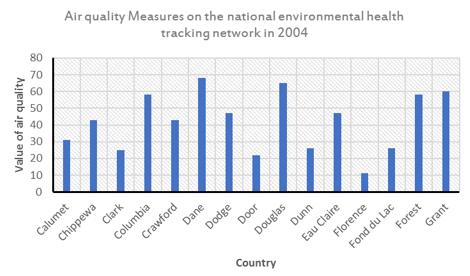 Air quality Measures on the national environmental health
tracking network in 2004
Value of air quality
80
70
60
50
40
30
20
10
0
Calumet
Chippewa
Clark
Columbia
Crawford
Dane
Dodge
Door
Douglas
Dunn
Eau Claire
Florence
Fond du Lac
Forest
Grant
Country